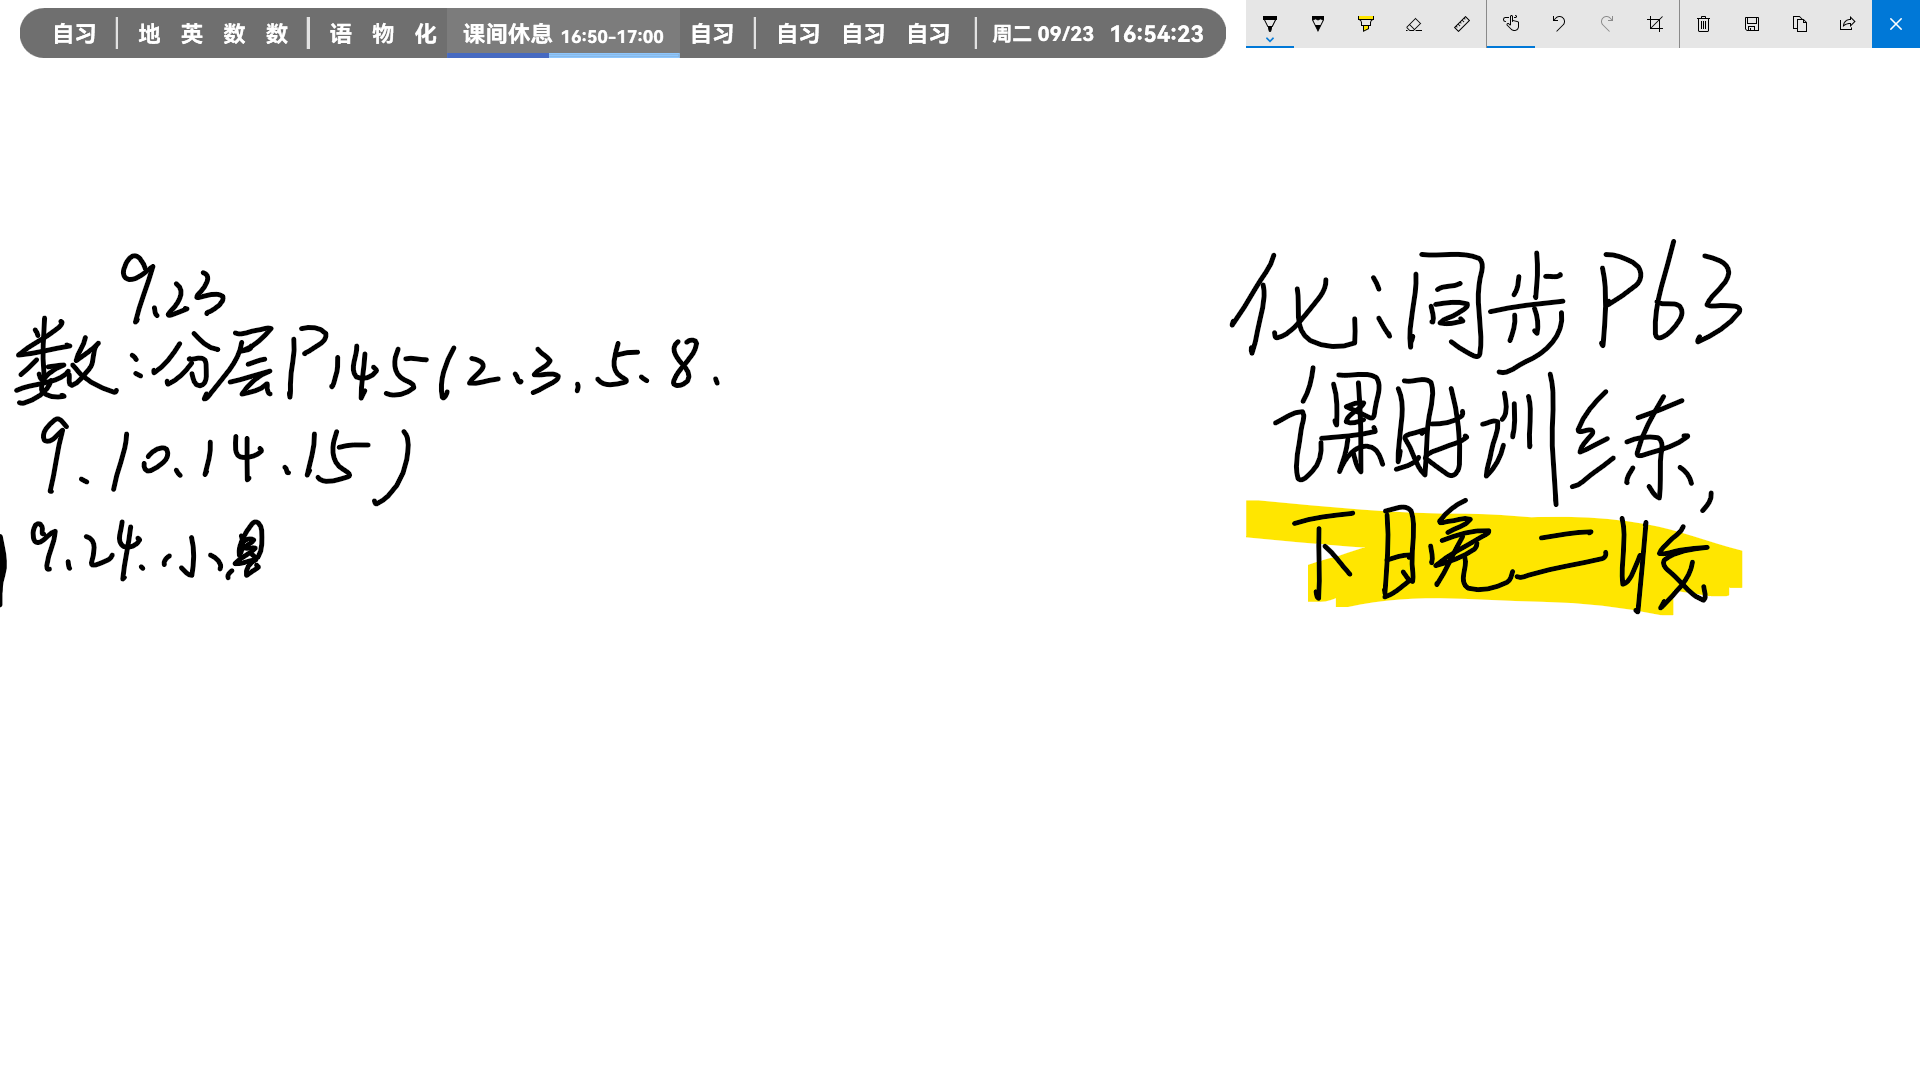 自习 | 地 英 数 数 | 语 物 化 课间休息 16:50-17:00 自习 | 自习 自习 自习 | 周二 09/23 16:54:23
9.23
数:分层P145(2.3.5.8.
9.10.14.15)
9.24.小
化:同步P63
课时训练,
下日晚二收